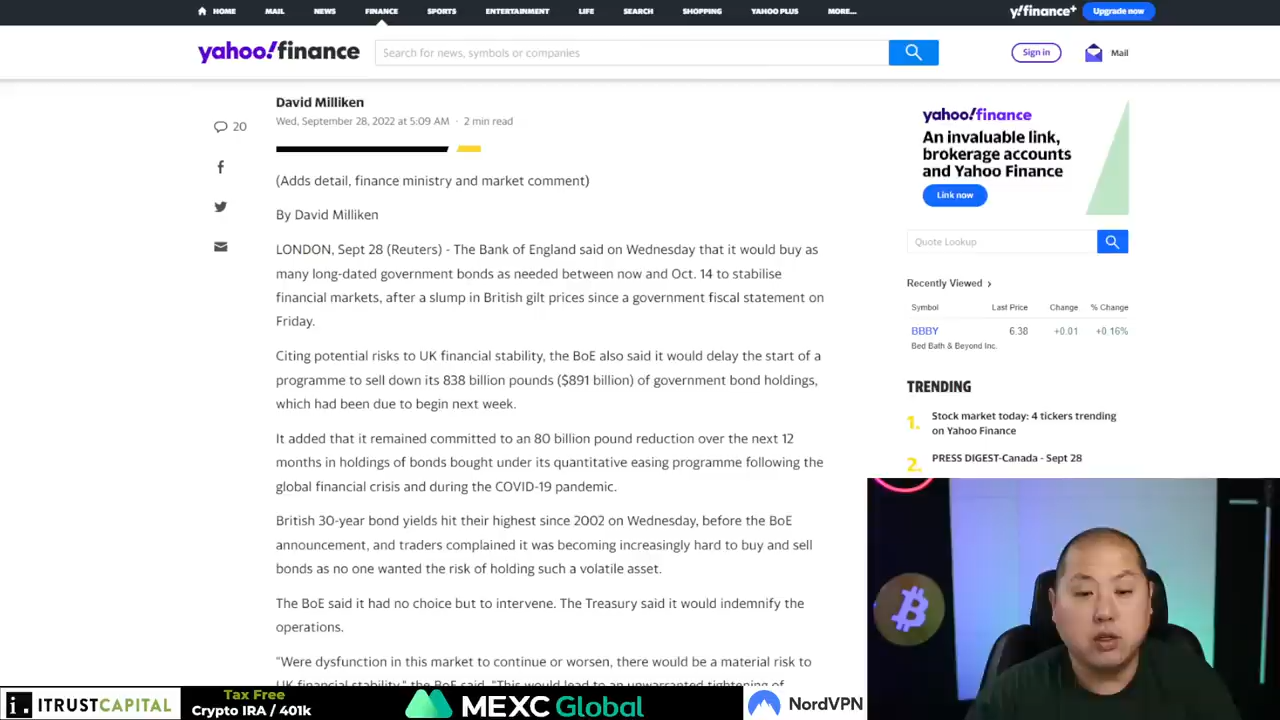 HOME MAIL NEWS FINANCE SPORTS ENTERTAINMENT LIFE SEARCH SHOPPING YAHOO PLUS MORE... y!finance+ Upgrade now
yahoo!finance Search for news, symbols or companies Sign in Mail
David Milliken
Wed, September 28, 2022 at 5:09 AM · 2 min read
20
(Adds detail, finance ministry and market comment)
By David Milliken
LONDON, Sept 28 (Reuters) - The Bank of England said on Wednesday that it would buy as
many long-dated government bonds as needed between now and Oct. 14 to stabilise
financial markets, after a slump in British gilt prices since a government fiscal statement on
Friday.
Citing potential risks to UK financial stability, the BoE also said it would delay the start of a
programme to sell down its 838 billion pounds ($891 billion) of government bond holdings,
which had been due to begin next week.
It added that it remained committed to an 80 billion pound reduction over the next 12
months in holdings of bonds bought under its quantitative easing programme following the
global financial crisis and during the COVID-19 pandemic.
British 30-year bond yields hit their highest since 2002 on Wednesday, before the BoE
announcement, and traders complained it was becoming increasingly hard to buy and sell
bonds as no one wanted the risk of holding such a volatile asset.
The BoE said it had no choice but to intervene. The Treasury said it would indemnify the
operations.
"Were dysfunction in this market to continue or worsen, there would be a material risk to
UK financial stability," the BoE said. "This would lead to an unwarranted tightening of
yahoo!finance
An invaluable link,
brokerage accounts
and Yahoo Finance
Link now
Quote Lookup
Recently Viewed >
Symbol Last Price Change % Change
BBBY 6.38 +0.01 +0.16%
Bed Bath & Beyond Inc.
TRENDING
1. Stock market today: 4 tickers trending
on Yahoo Finance
2. PRESS DIGEST-Canada - Sept 28
i. ITRUSTCAPITAL
Tax Free
Crypto IRA / 401k
MEXC Global
NordVPN